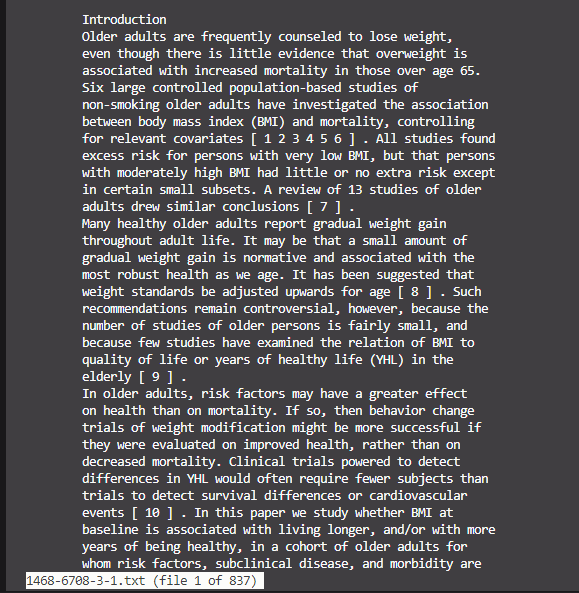 Introduction
Older adults are frequently counseled to lose weight,
even though there is little evidence that overweight is
associated with increased mortality in those over age 65.
Six large controlled population-based studies of
non-smoking older adults have investigated the association
between body mass index (BMI) and mortality, controlling
for relevant covariates [ 1 2 3 4 5 6 ] . All studies found
excess risk for persons with very low BMI, but that persons
with moderately high BMI had little or no extra risk except
in certain small subsets. A review of 13 studies of older
adults drew similar conclusions [ 7 ] .
Many healthy older adults report gradual weight gain
throughout adult life. It may be that a small amount of
gradual weight gain is normative and associated with the
most robust health as we age. It has been suggested that
weight standards be adjusted upwards for age [ 8 ] . Such
recommendations remain controversial, however, because the
number of studies of older persons is fairly small, and
because few studies have examined the relation of BMI to
quality of life or years of healthy life (YHL) in the
elderly [ 9 ] .
In older adults, risk factors may have a greater effect
on health than on mortality. If so, then behavior change
trials of weight modification might be more successful if
they were evaluated on improved health, rather than on
decreased mortality. Clinical trials powered to detect
differences in YHL would often require fewer subjects than
trials to detect survival differences or cardiovascular
events [ 10 ] . In this paper we study whether BMI at
baseline is associated with living longer, and/or with more
years of being healthy, in a cohort of older adults for
whom risk factors, subclinical disease, and morbidity are
1468-6708-3-1.txt (file 1 of 837)